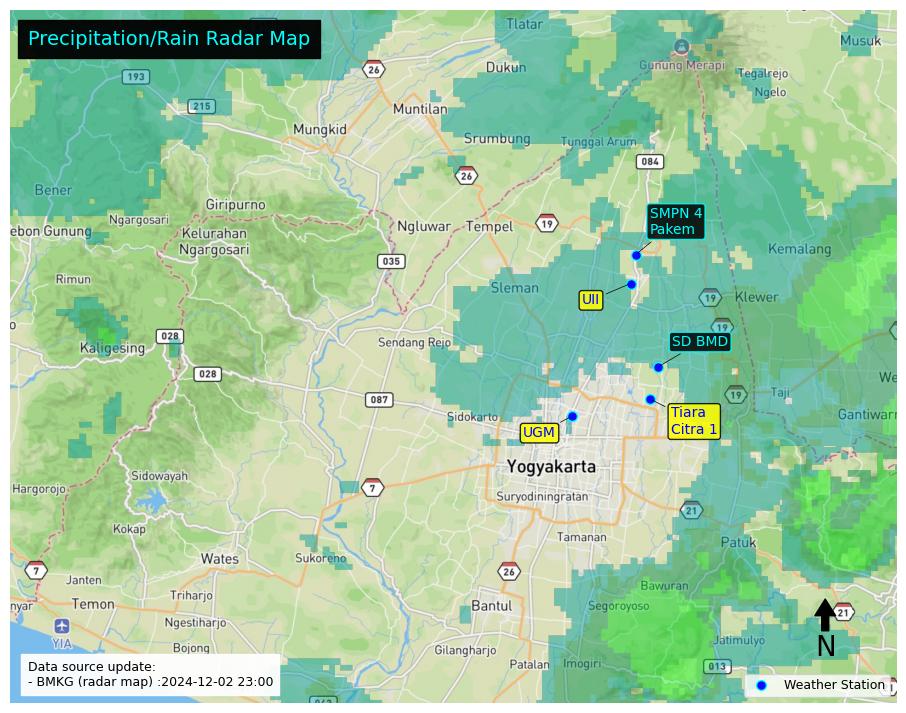 Precipitation/Rain Radar Map
Tlatar
Musuk
26
193
Dukun
Gunung Merapi
Tegalrejo
Ngelo
215
Muntilan
Mungkid
Srumbung
Tunggal Arum
084
26
Bener
Giripurno
Ngargosari
ebon Gunung
Kelurahan
Ngargosari
Ngluwar
Tempel
19
SMPN 4
Pakem
Kemalang
035
Rimun
Sleman
UII
19
Klewer
19
028
Kaligesing
Sendang Rejo
SD BMD
028
087
19
Taji
We
Sidokarto
Tiara
Citra 1
Gantiwarn
UGM
Yogyakarta
Sidowayah
Hargorojo
7
Suryodiningratan
21
Kokap
Tamanan
Patuk
Wates
Sukoreno
7
Janten
26
Bawuran
Triharjo
nyar
Temon
Bantul
Segoroyoso
21
Ngestiharjo
YIA
Bojong
Gilangharjo
Jatimulyo
N
Patalan
Imogiri
013
Data source update:
- BMKG (radar map) :2024-12-02 23:00
Weather Station